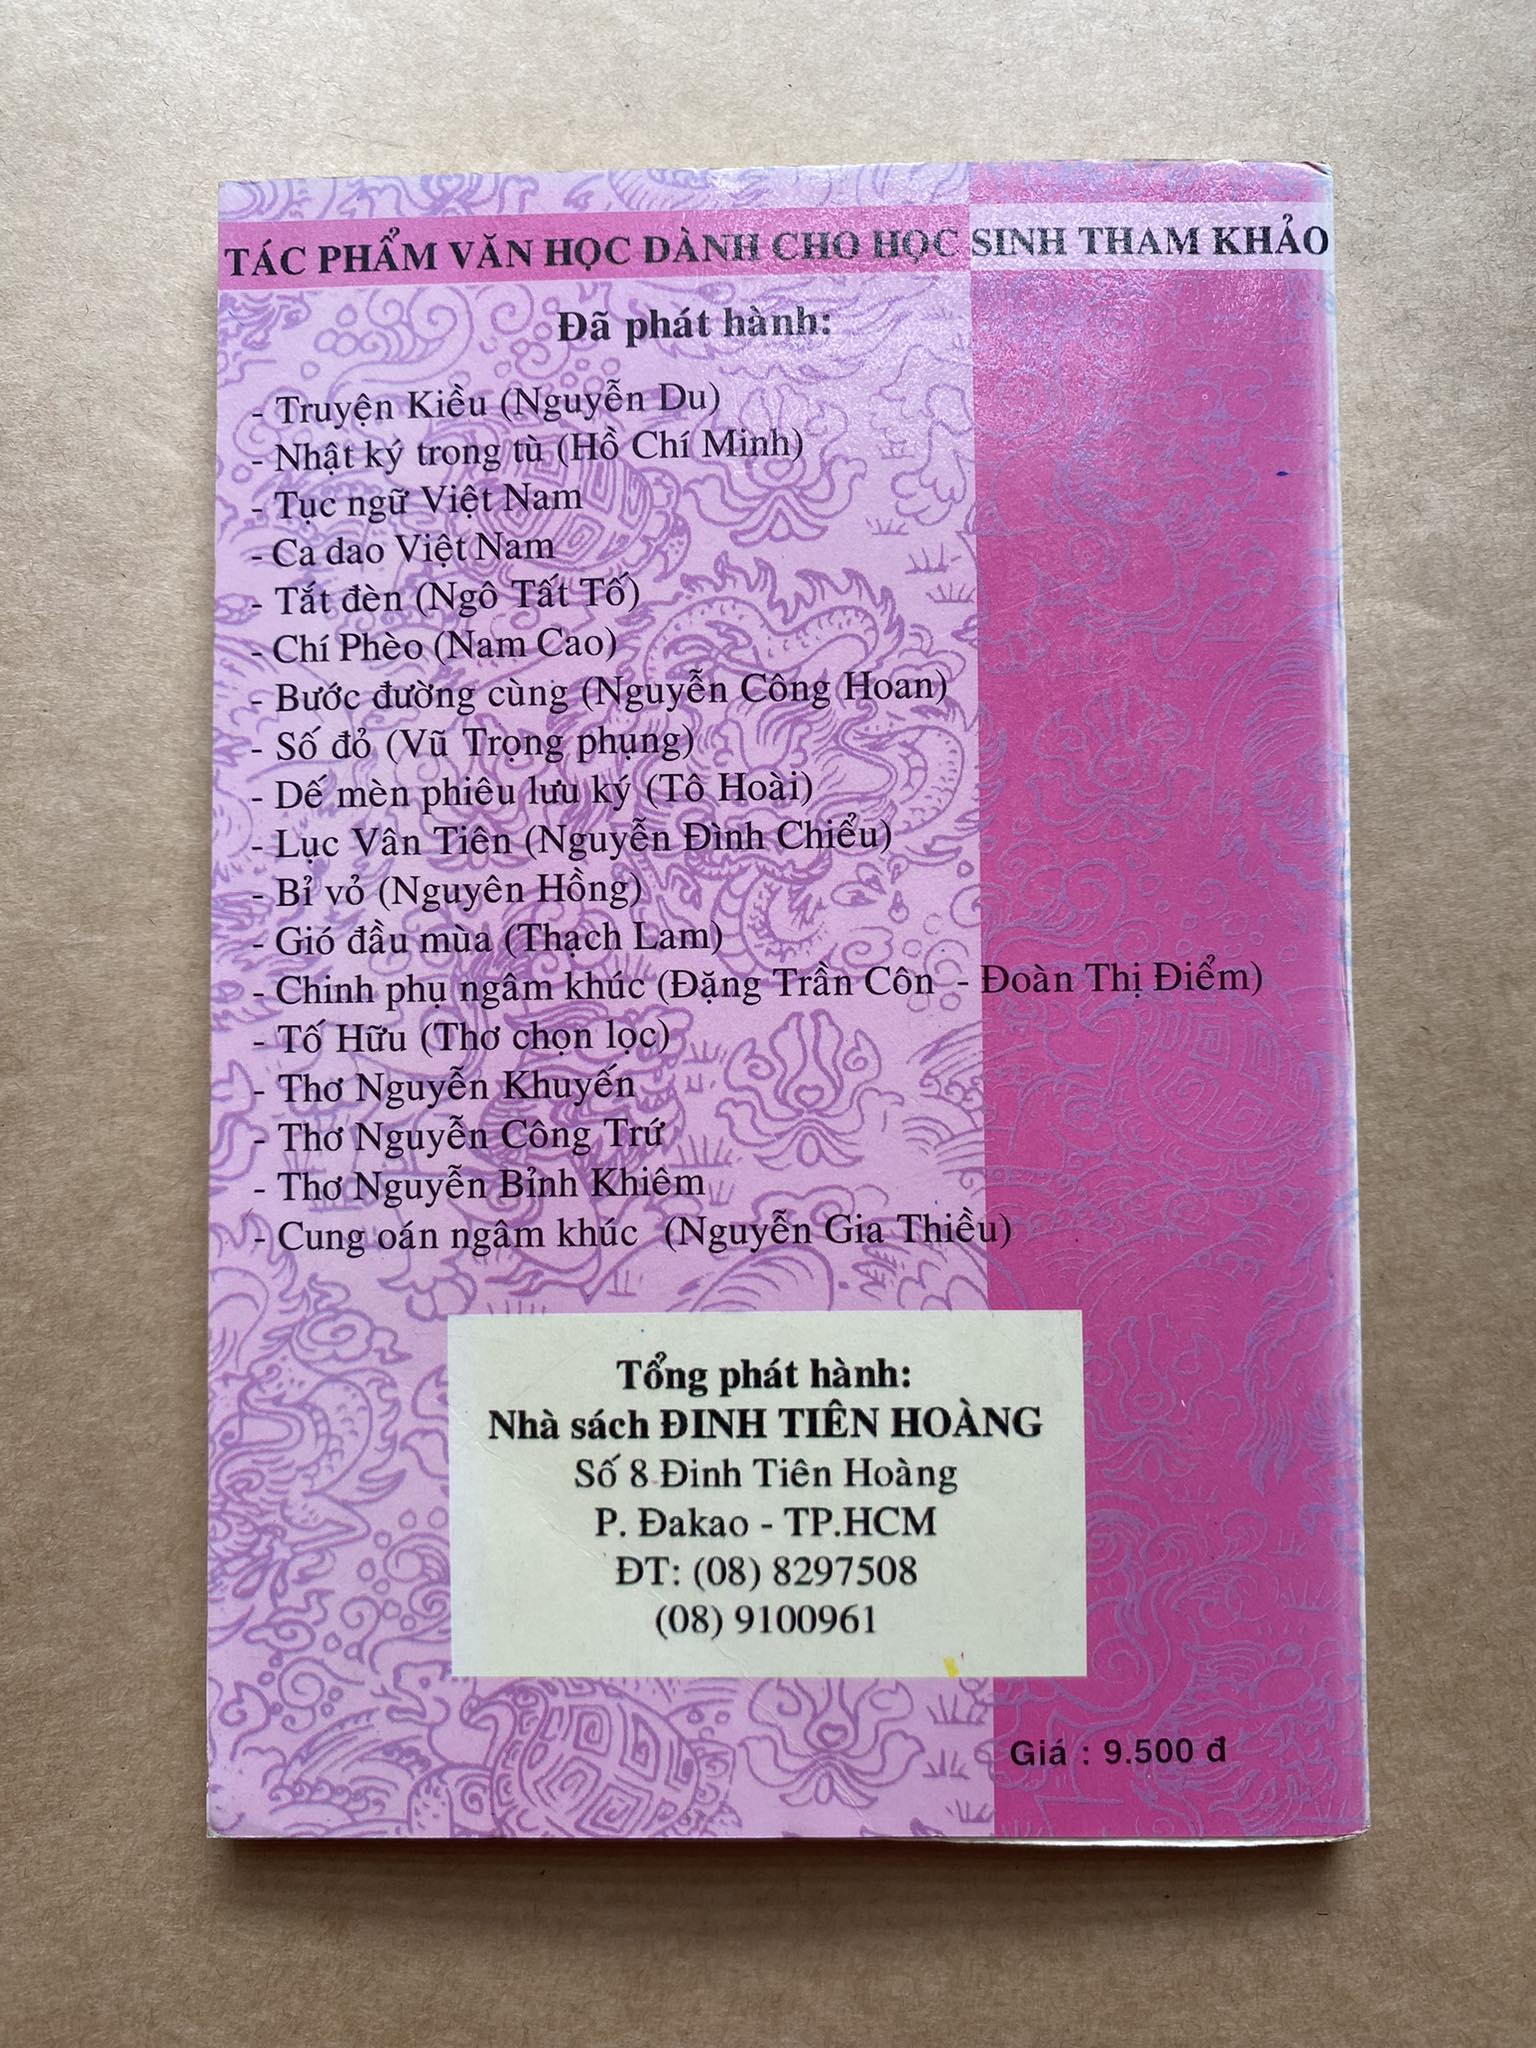 TÁC PHẨM VĂN HỌC DÀNH CHO HỌC SINH THAM KHẢO
Đã phát hành:
- Truyện Kiều (Nguyễn Du)
- Nhật ký trong tù (Hồ Chí Minh)
- Tục ngữ Việt Nam
- Ca dao Việt Nam
- Tắt đèn (Ngô Tất Tố)
- Chí Phèo (Nam Cao)
- Bước đường cùng (Nguyễn Công Hoan)
- Số đỏ (Vũ Trọng phụng)
- Dế mèn phiêu lưu ký (Tô Hoài)
- Lục Vân Tiên (Nguyễn Đình Chiểu)
- Bỉ vỏ (Nguyên Hồng)
- Gió đầu mùa (Thạch Lam)
- Chinh phụ ngâm khúc (Đặng Trần Côn - Đoàn Thị Điểm)
- Tố Hữu (Thơ chọn lọc)
- Thơ Nguyễn Khuyến
- Thơ Nguyễn Công Trứ
- Thơ Nguyễn Bỉnh Khiêm
- Cung oán ngâm khúc (Nguyễn Gia Thiều)
Tổng phát hành:
Nhà sách ĐINH TIÊN HOÀNG
Số 8 Đinh Tiên Hoàng
P. Đakao - TP.HCM
ĐT: (08) 8297508
(08) 9100961
Giá : 9.500 đ